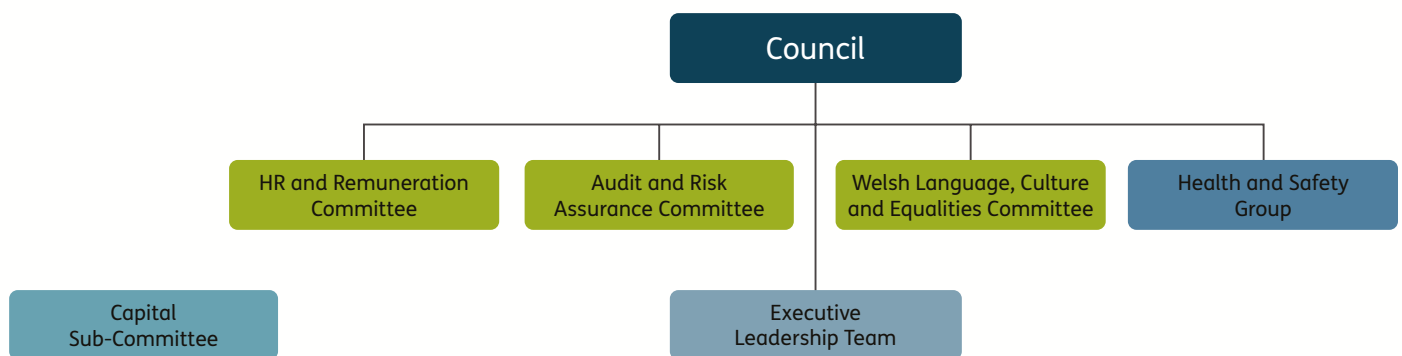 Council
HR and Remuneration
Committee
Audit and Risk
Assurance Committee
Welsh Language, Culture
and Equalities Committee
Health and Safety
Group
Capital
Sub-Committee
Executive
Leadership Team